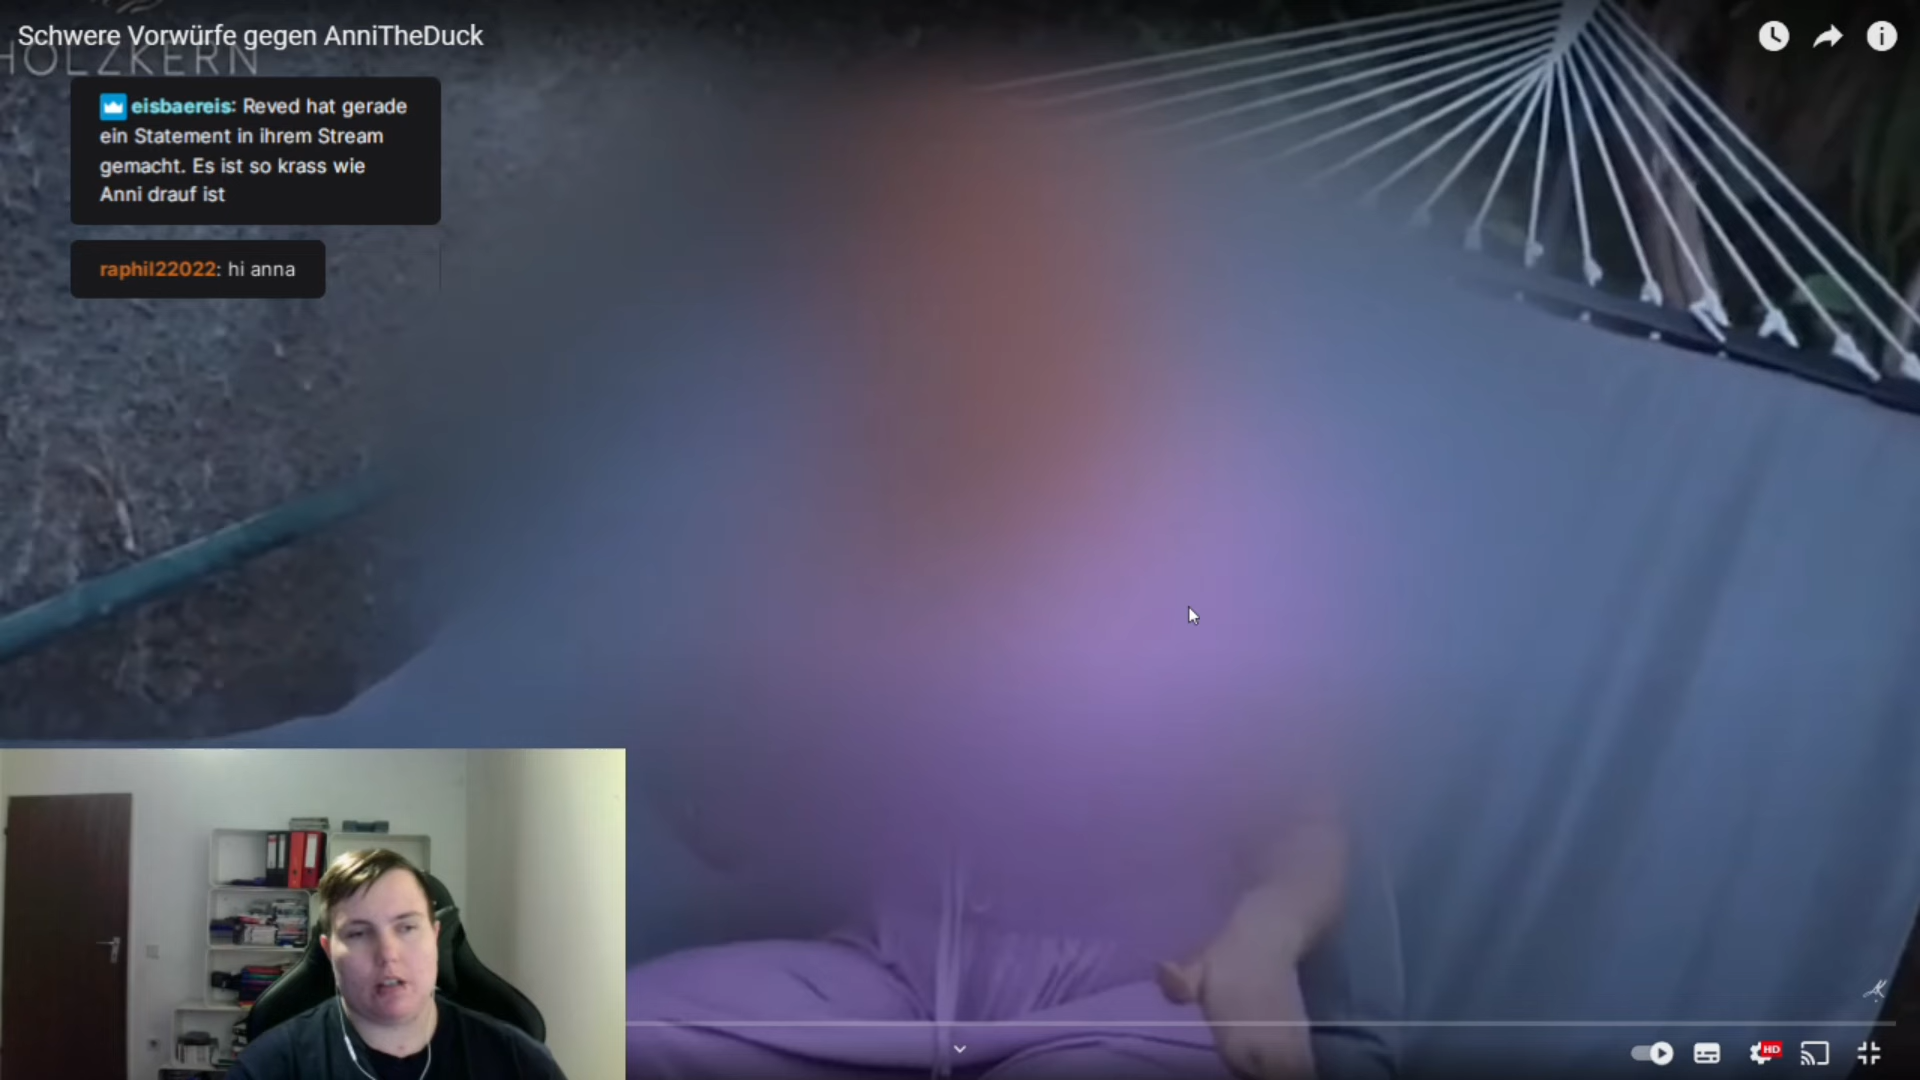 Schwere Vorwürfe gegen AnniTheDuck
HOLZKERN
eisbaereis: Reved hat gerade
ein Statement in ihrem Stream
gemacht. Es ist so krass wie
Anni drauf ist
raphil22022: hi anna
HD